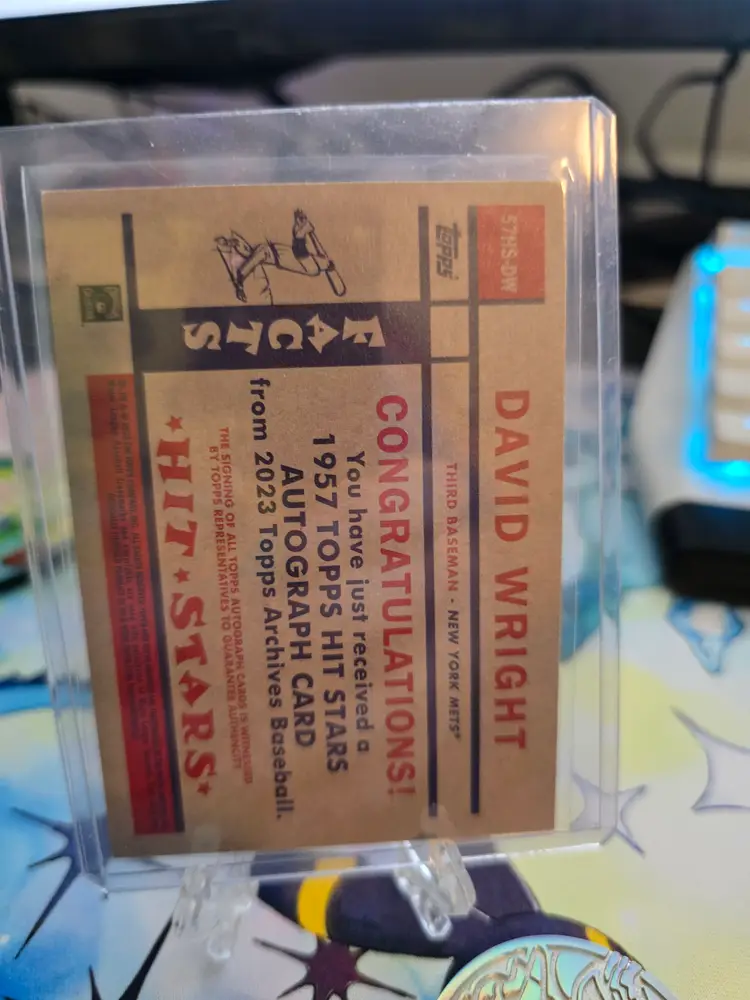 57HS-DW
DAVID WRIGHT
topps
THIRD BASEMAN - NEW YORK METS®
FACTS
CONGRATULATIONS!
You have just received a
1957 TOPPS HIT STARS
AUTOGRAPH CARD
from 2023 Topps Archives Baseball.
THE SIGNING OF ALL TOPPS AUTOGRAPH CARDS IS WITNESSED
BY TOPPS REPRESENTATIVES TO GUARANTEE AUTHENTICITY.
HIT ★ STARS